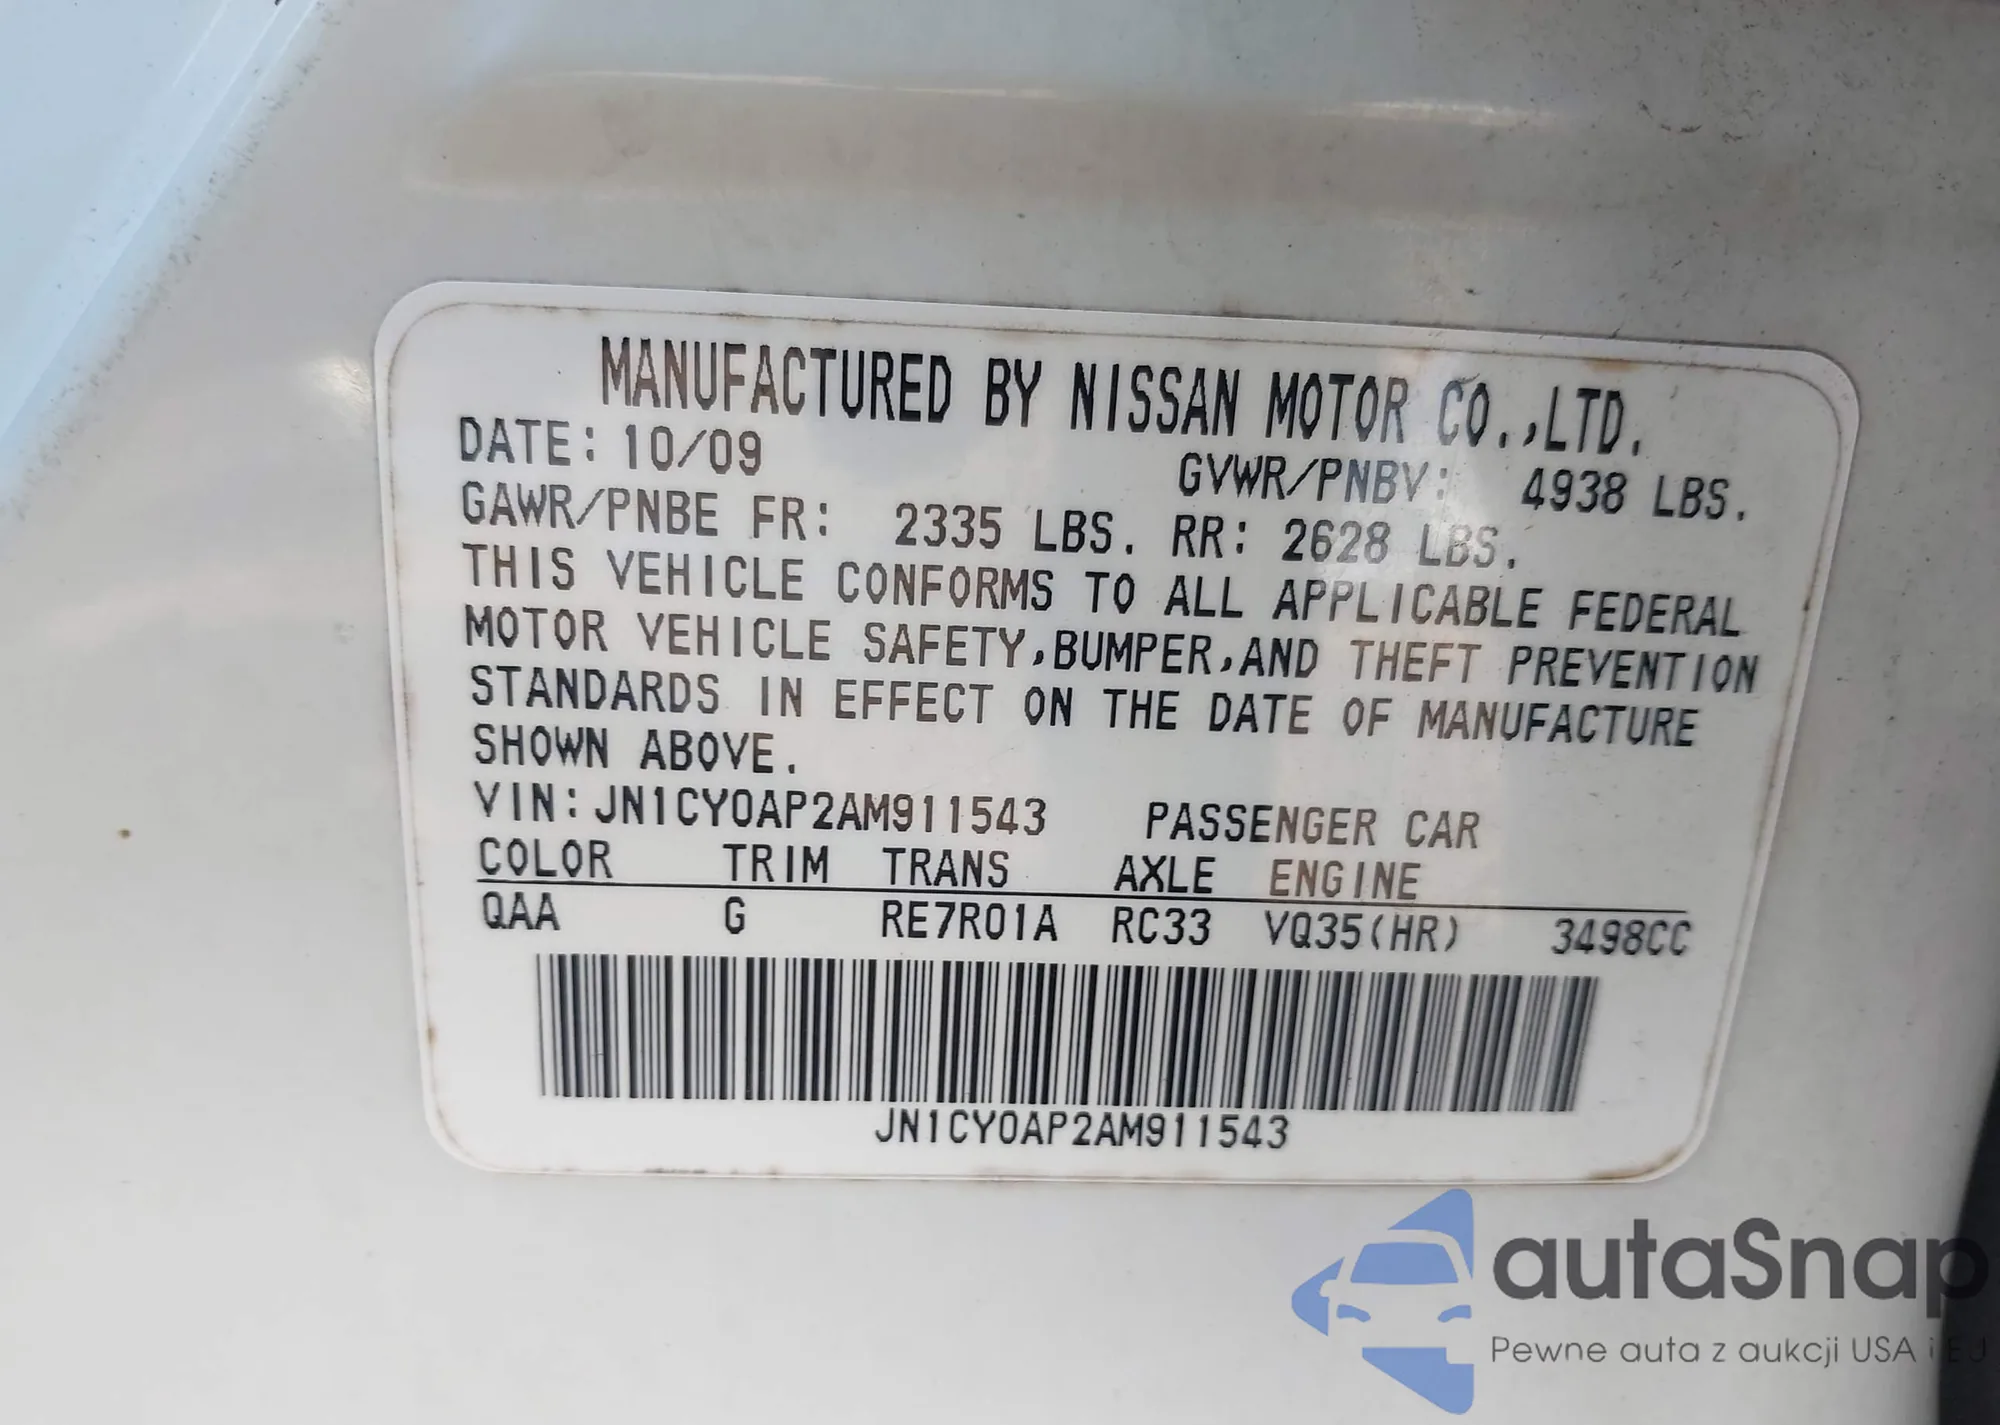 MANUFACTURED BY NISSAN MOTOR CO.,LTD.
DATE: 10/09 GVWR/PNBV: 4938 LBS.
GAWR/PNBE FR: 2335 LBS. RR: 2628 LBS.
THIS VEHICLE CONFORMS TO ALL APPLICABLE FEDERAL
MOTOR VEHICLE SAFETY,BUMPER,AND THEFT PREVENTION
STANDARDS IN EFFECT ON THE DATE OF MANUFACTURE
SHOWN ABOVE.
VIN: JN1CY0AP2AM911543 PASSENGER CAR
COLOR TRIM TRANS AXLE ENGINE
QAA G RE7R01A RC33 VQ35(HR) 3498CC
JN1CY0AP2AM911543
autaSnap
Pewne auta z aukcji USA i EU